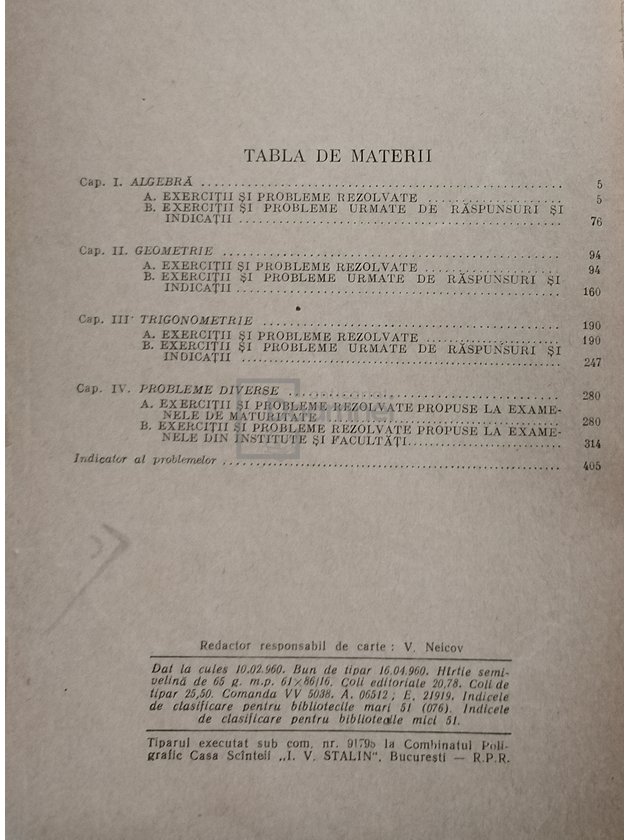 TABLA DE MATERII
Cap. I. ALGEBRĂ ........ 5
A. EXERCIȚII ȘI PROBLEME REZOLVATE ........ 5
B. EXERCIȚII ȘI PROBLEME URMATE DE RĂSPUNSURI ȘI
INDICAȚII ........ 76
Cap. II. GEOMETRIE ........ 94
A. EXERCIȚII ȘI PROBLEME REZOLVATE ........ 94
B. EXERCIȚII ȘI PROBLEME URMATE DE RĂSPUNSURI ȘI
INDICAȚII ........ 160
Cap. III· TRIGONOMETRIE ........ 190
A. EXERCIȚII ȘI PROBLEME REZOLVATE ........ 190
B. EXERCIȚII ȘI PROBLEME URMATE DE RĂSPUNSURI ȘI
INDICAȚII ........ 247
Cap. IV. PROBLEME DIVERSE ........ 280
A. EXERCIȚII ȘI PROBLEME REZOLVATE PROPUSE LA EXAME-
NELE DE MATURITATE ........ 280
B. EXERCIȚII ȘI PROBLEME REZOLVATE PROPUSE LA EXAME-
NELE DIN INSTITUTE ȘI FACULTĂȚI ........ 314
Indicator al problemelor ........ 405
Redactor responsabil de carte : V. Neicov
Dat la cules 10.02.960. Bun de tipar 16.04.960. Hîrtie semi-
velină de 65 g. m.p. 61×86/16. Coli editoriale 20,78. Coli de
tipar 25,50. Comanda VV 5038. A. 06512 ; E. 21919. Indicele
de clasificare pentru bibliotecile mari 51 (076). Indicele
de clasificare pentru bibliotecile mici 51.
Tiparul executat sub com. nr. 91795 la Combinatul Poli-
grafic Casa Scînteii „I. V. STALIN", București — R.P.R.